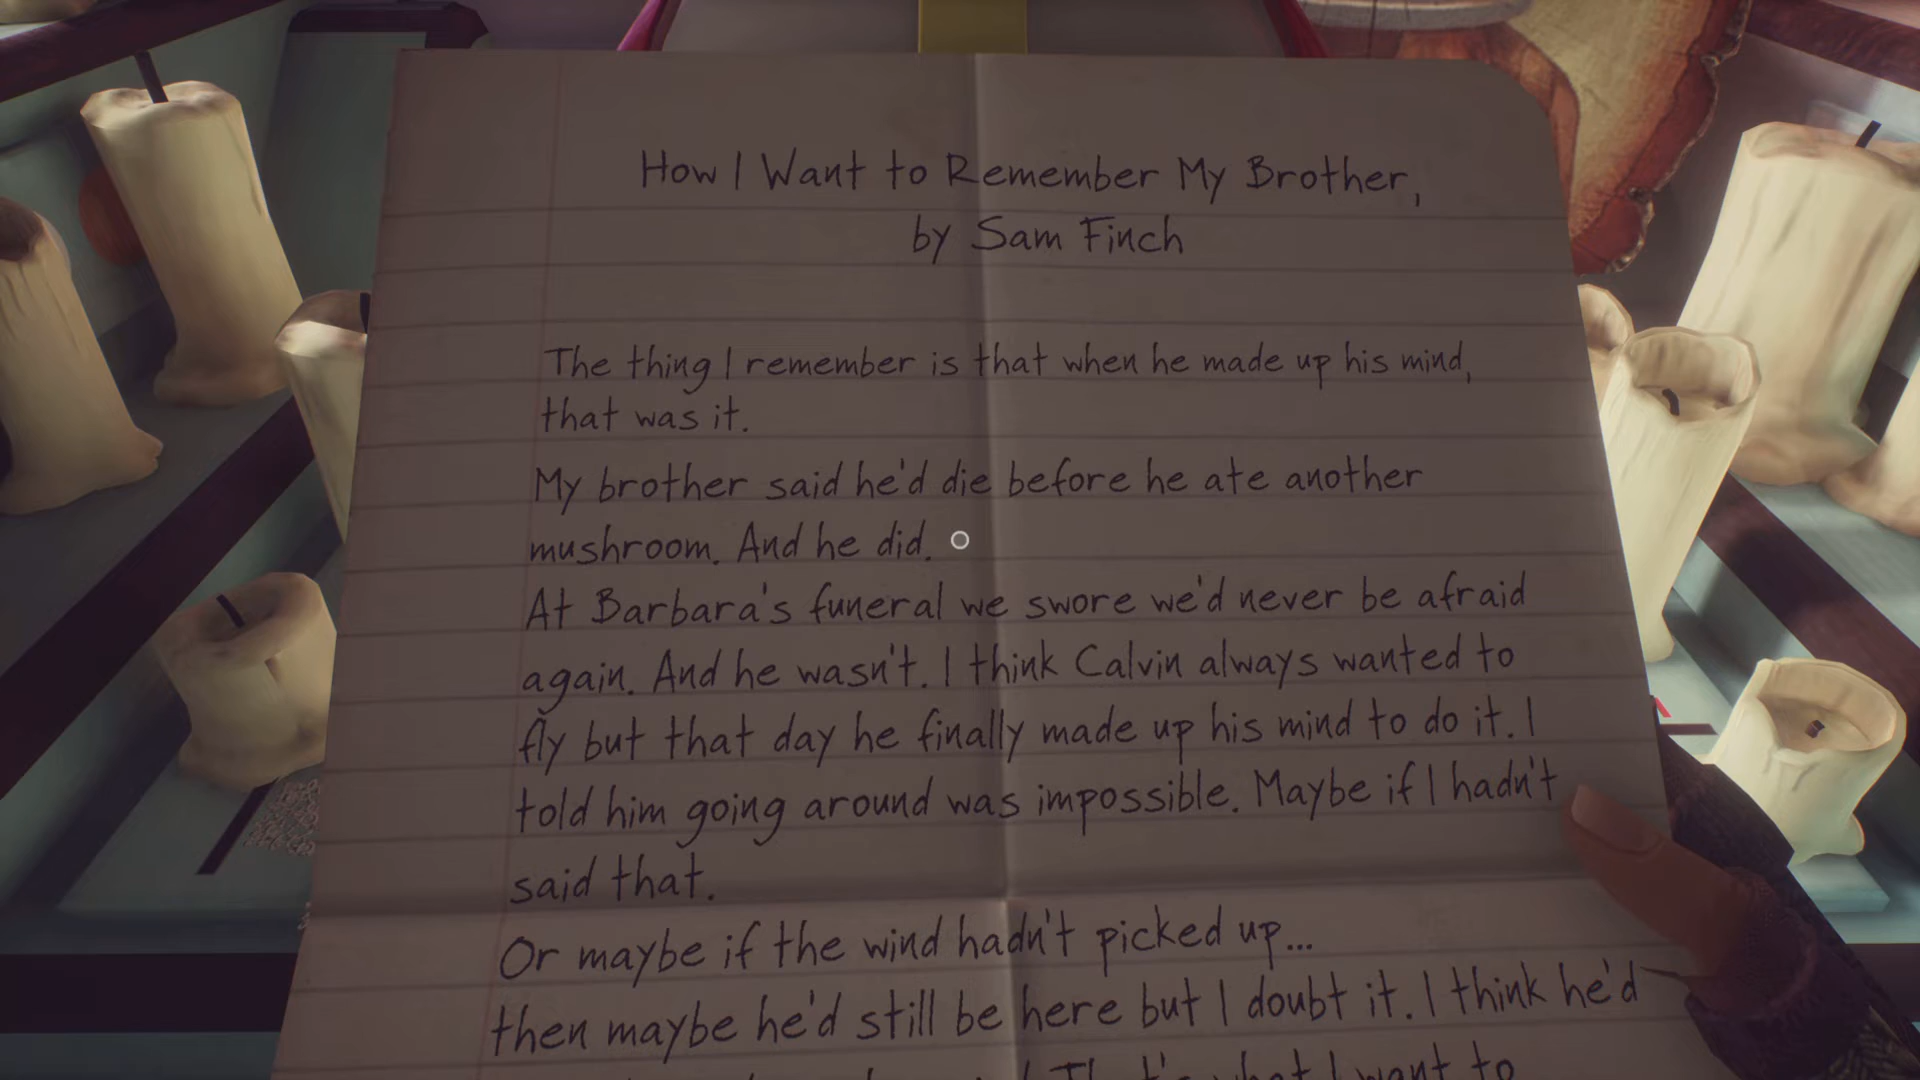 How I Want to Remember My Brother,
by Sam Finch
The thing I remember is that when he made up his mind,
that was it.
My brother said he'd die before he ate another
mushroom. And he did.
At Barbara's funeral we swore we'd never be afraid
again. And he wasn't. I think Calvin always wanted to
fly but that day he finally made up his mind to do it. I
told him going around was impossible. Maybe if I hadn't
said that.
Or maybe if the wind hadn't picked up...
then maybe he'd still be here but I doubt it. I think he'd
That's what I want to